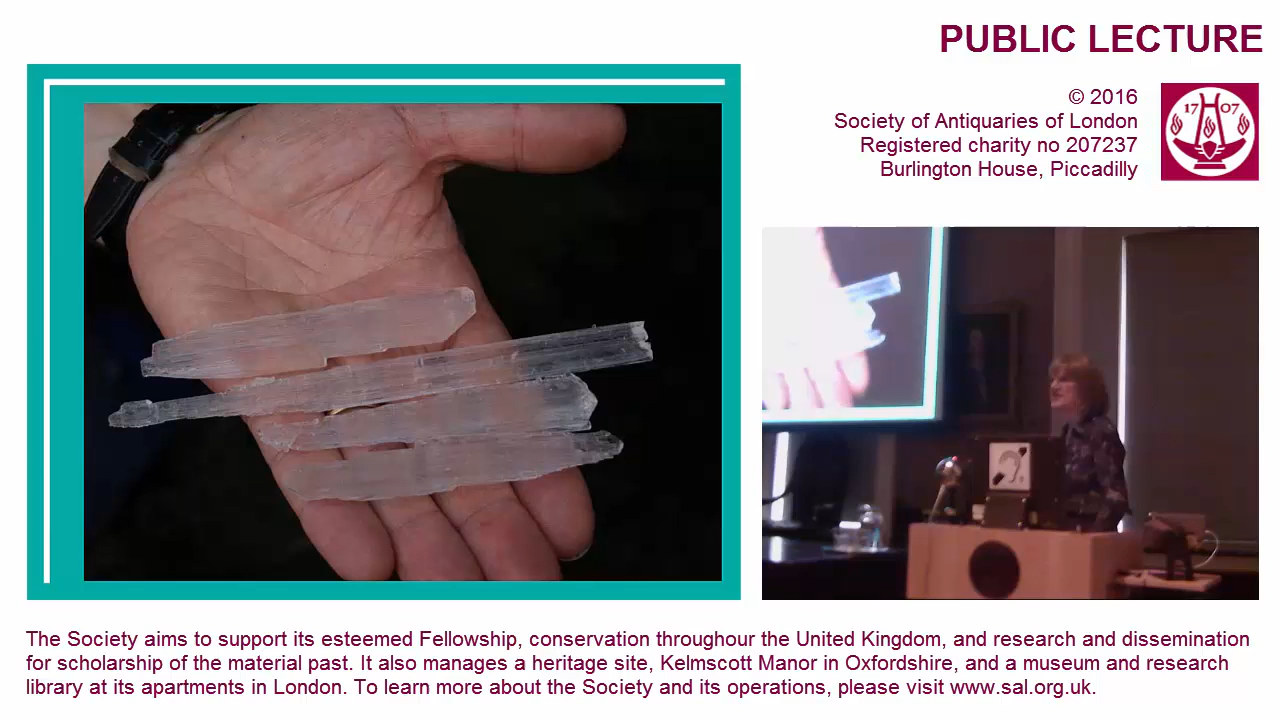 PUBLIC LECTURE
© 2016
Society of Antiquaries of London
Registered charity no 207237
Burlington House, Piccadilly
17 07
The Society aims to support its esteemed Fellowship, conservation throughour the United Kingdom, and research and dissemination
for scholarship of the material past. It also manages a heritage site, Kelmscott Manor in Oxfordshire, and a museum and research
library at its apartments in London. To learn more about the Society and its operations, please visit www.sal.org.uk.